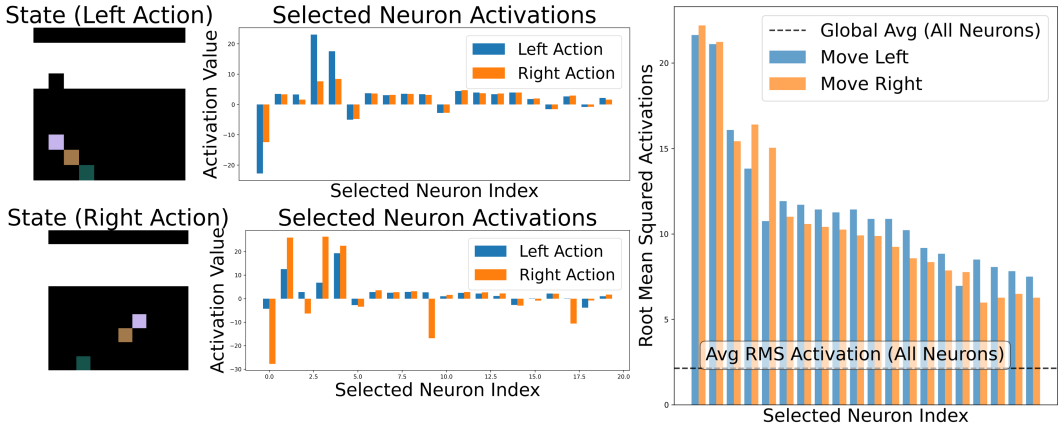 State (Left Action)
Selected Neuron Activations
Activation Value
20
10
0
−10
−20
Left Action
Right Action
Selected Neuron Index
State (Right Action)
Selected Neuron Activations
Activation Value
20
10
0
−10
−20
−30
Left Action
Right Action
0.0
2.5
5.0
7.5
10.0
12.5
15.0
17.5
20.0
Selected Neuron Index
Root Mean Squared Activations
20
15
10
5
0
Global Avg (All Neurons)
Move Left
Move Right
Avg RMS Activation (All Neurons)
Selected Neuron Index